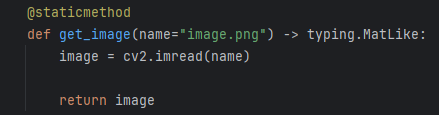 @staticmethod
def get_image(name="image.png") -> typing.MatLike:
    image = cv2.imread(name)

    return image